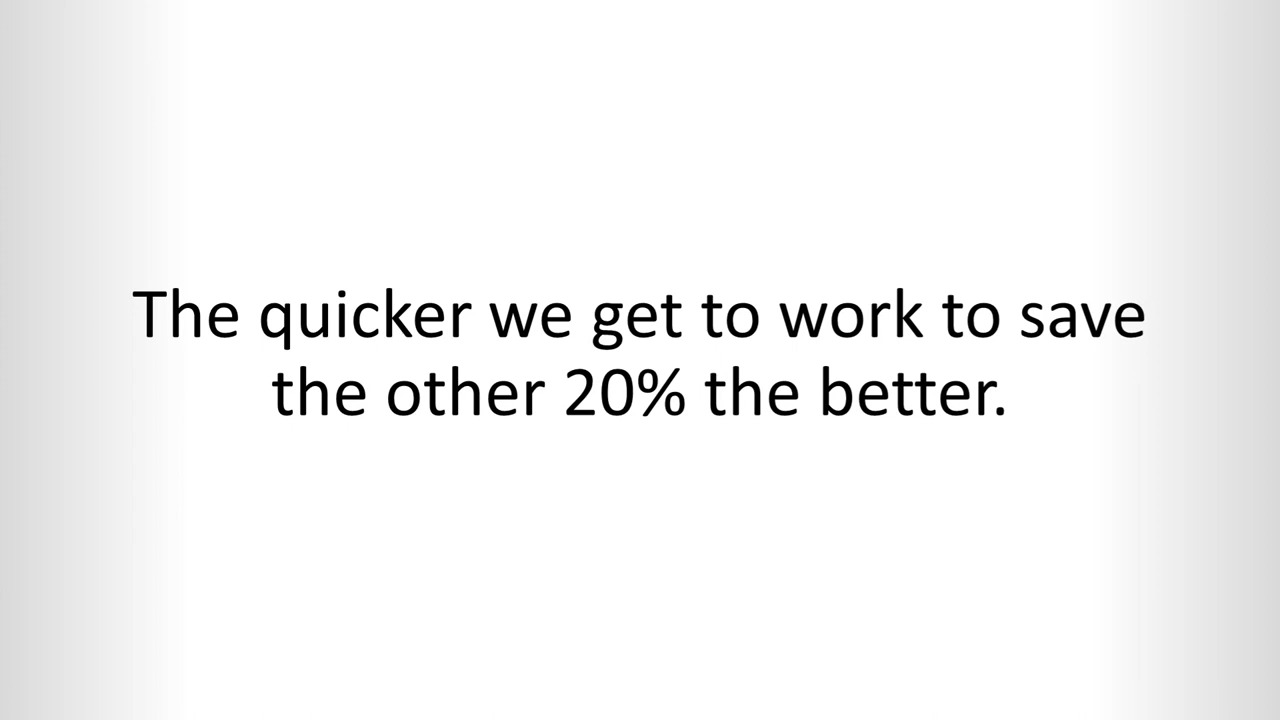 The quicker we get to work to save
the other 20% the better.